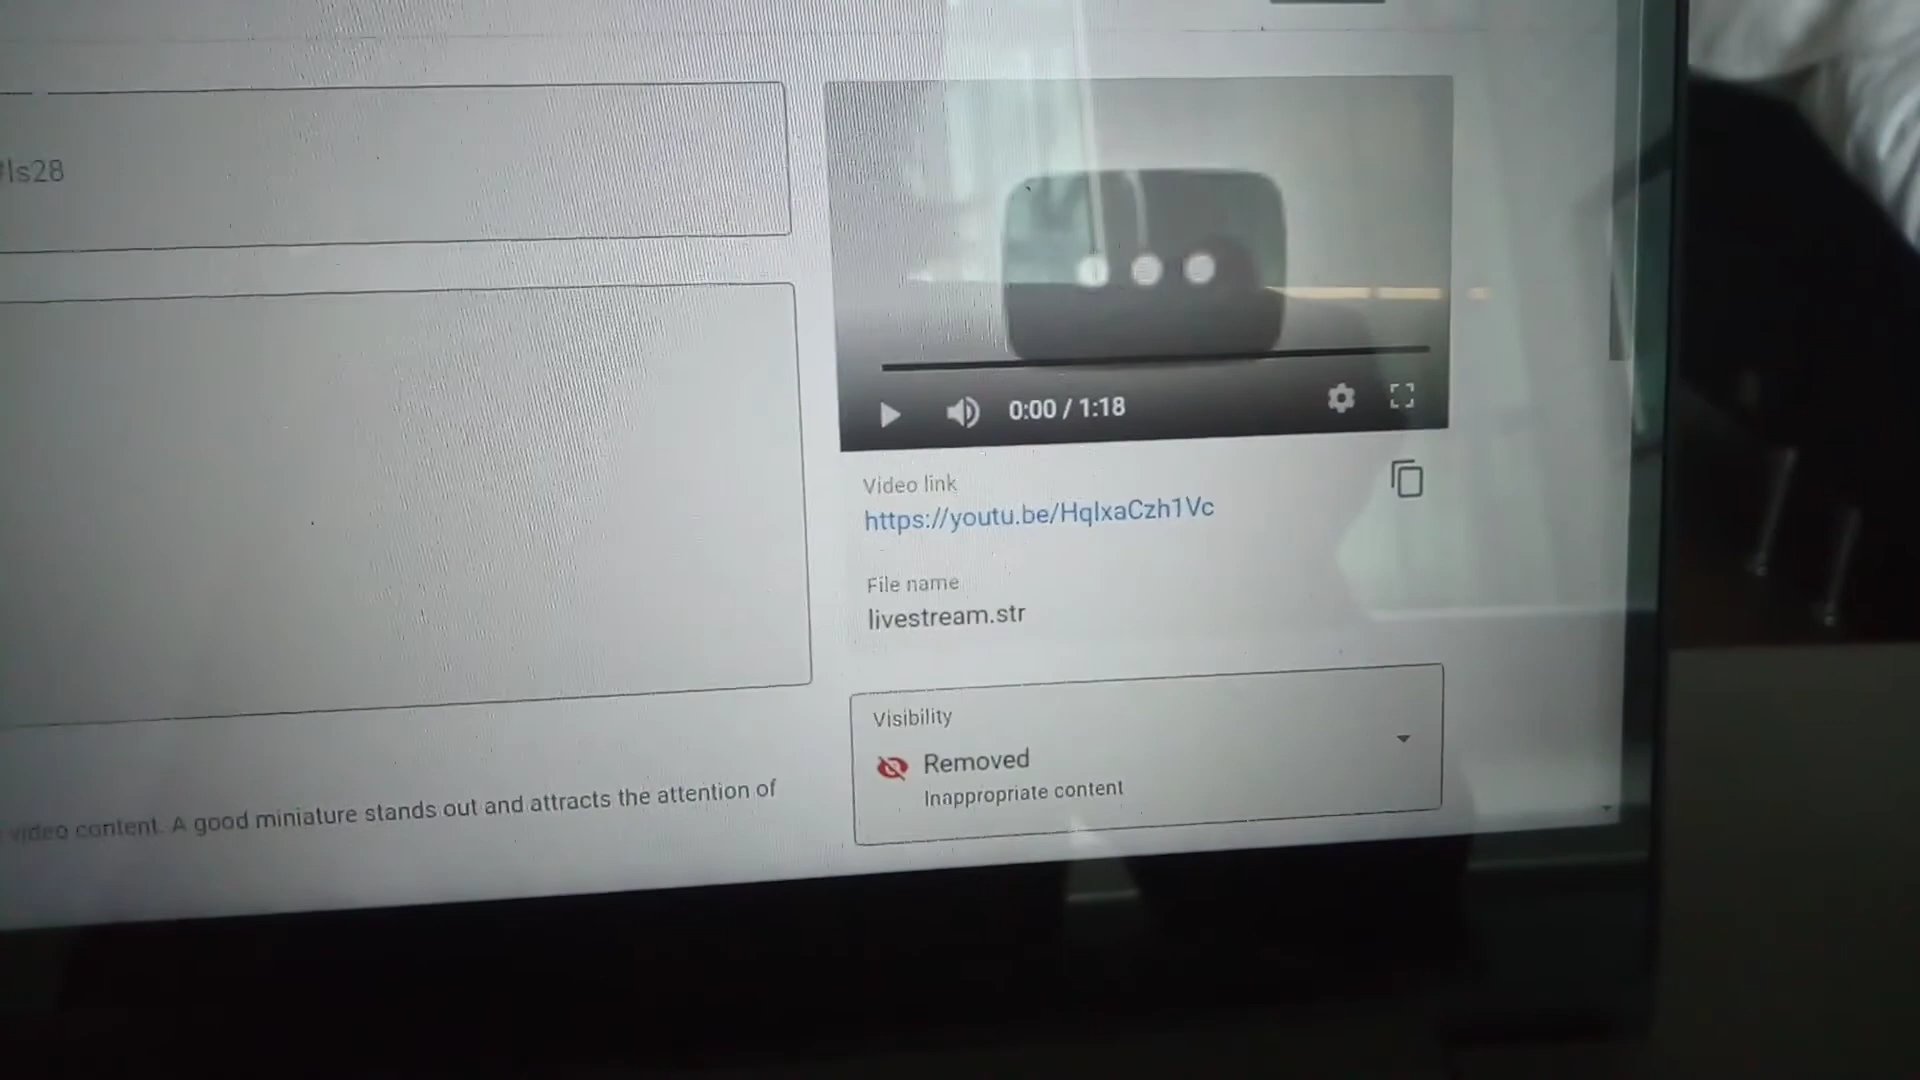 #ls28
0:00 / 1:18
Video link
https://youtu.be/HqlxaCzh1Vc
File name
livestream.str
Visibility
Removed
Inappropriate content
video content. A good miniature stands out and attracts the attention of